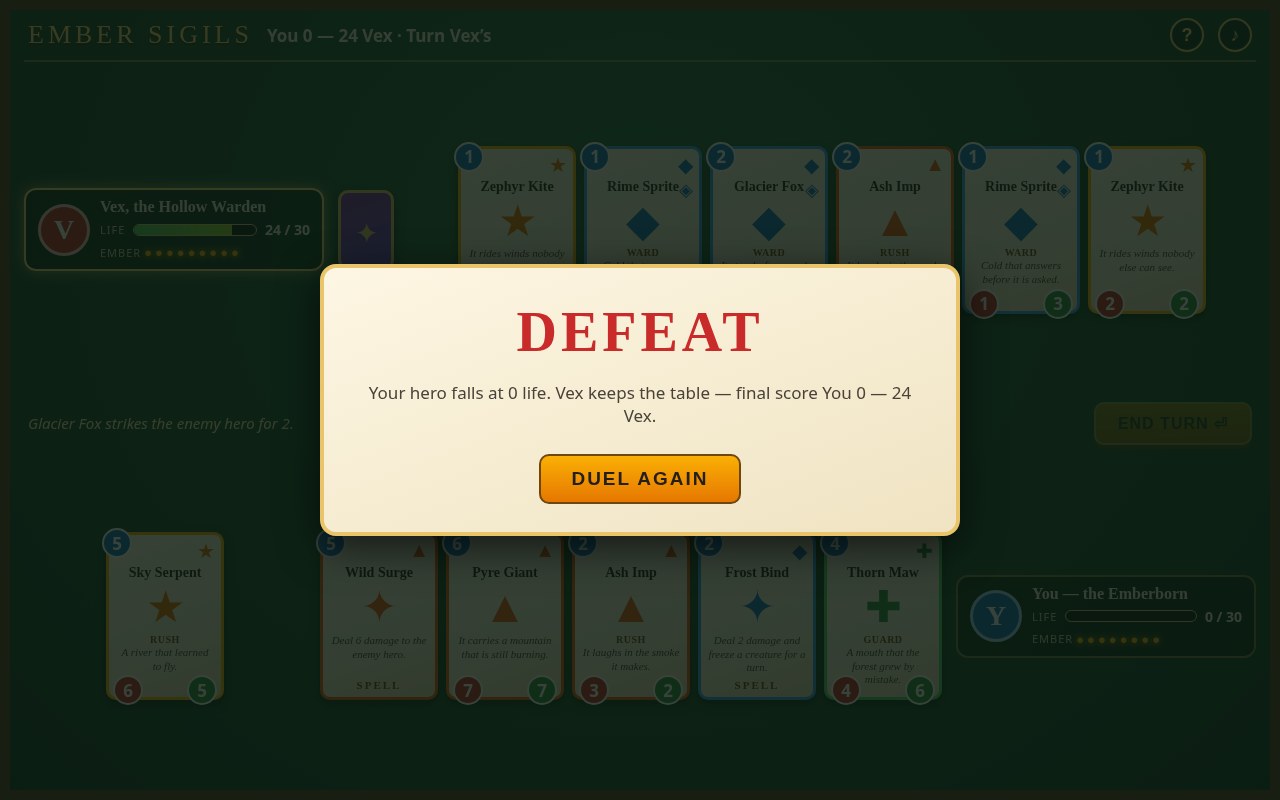 EMBER SIGILS You 0 — 24 Vex · Turn Vex's ? ♪
Vex, the Hollow Warden
LIFE 24 / 30
EMBER
1
Zephyr Kite
It rides winds nobody
1
Rime Sprite
WARD
2
Glacier Fox
WARD
2
Ash Imp
RUSH
1
Rime Sprite
WARD
Cold that answers
before it is asked.
1 3
1
Zephyr Kite
It rides winds nobody
else can see.
2 2
DEFEAT
Your hero falls at 0 life. Vex keeps the table — final score You 0 — 24
Vex.
DUEL AGAIN
Glacier Fox strikes the enemy hero for 2.
END TURN ⏎
5
Sky Serpent
RUSH
A river that learned
to fly.
6 5
5
Wild Surge
Deal 6 damage to the
enemy hero.
SPELL
6
Pyre Giant
It carries a mountain
that is still burning.
7 7
2
Ash Imp
RUSH
It laughs in the smoke
it makes.
3 2
2
Frost Bind
Deal 2 damage and
freeze a creature for a
turn.
SPELL
4
Thorn Maw
GUARD
A mouth that the
forest grew by
mistake.
4 6
Y
You — the Emberborn
LIFE 0 / 30
EMBER
V